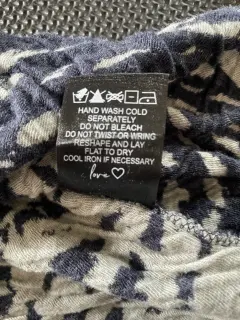 HAND WASH COLD
SEPARATELY
DO NOT BLEACH
DO NOT TWIST OR WRING
RESHAPE AND LAY
FLAT TO DRY
COOL IRON IF NECESSARY
love ♡